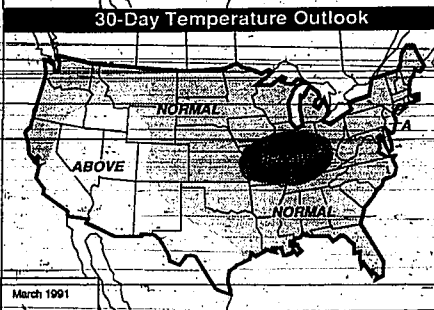 30-Day Temperature Outlook
NORMAL
A
ABOVE
NORMAL
March 1991